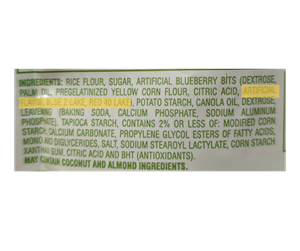 INGREDIENTS: RICE FLOUR, SUGAR, ARTIFICIAL BLUEBERRY BITS (DEXTROSE,
PALM OIL, PREGELATINIZED YELLOW CORN FLOUR, CITRIC ACID, ARTIFICIAL
FLAVOR, BLUE 2 LAKE, RED 40 LAKE), POTATO STARCH, CANOLA OIL, DEXTROSE,
LEAVENING (BAKING SODA, CALCIUM PHOSPHATE, SODIUM ALUMINUM
PHOSPHATE), TAPIOCA STARCH, CONTAINS 2% OR LESS OF: MODIFIED CORN
STARCH, CALCIUM CARBONATE, PROPYLENE GLYCOL ESTERS OF FATTY ACIDS,
MONO AND DIGLYCERIDES, SALT, SODIUM STEAROYL LACTYLATE, CORN STARCH
XANTHAN GUM, CITRIC ACID AND BHT (ANTIOXIDANTS).
MAY CONTAIN COCONUT AND ALMOND INGREDIENTS.